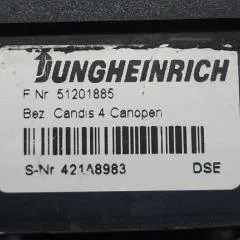 JUNGHEINRICH
F Nr 51201885
Bez Candis 4 Canopen
S-Nr 421A8983 DSE